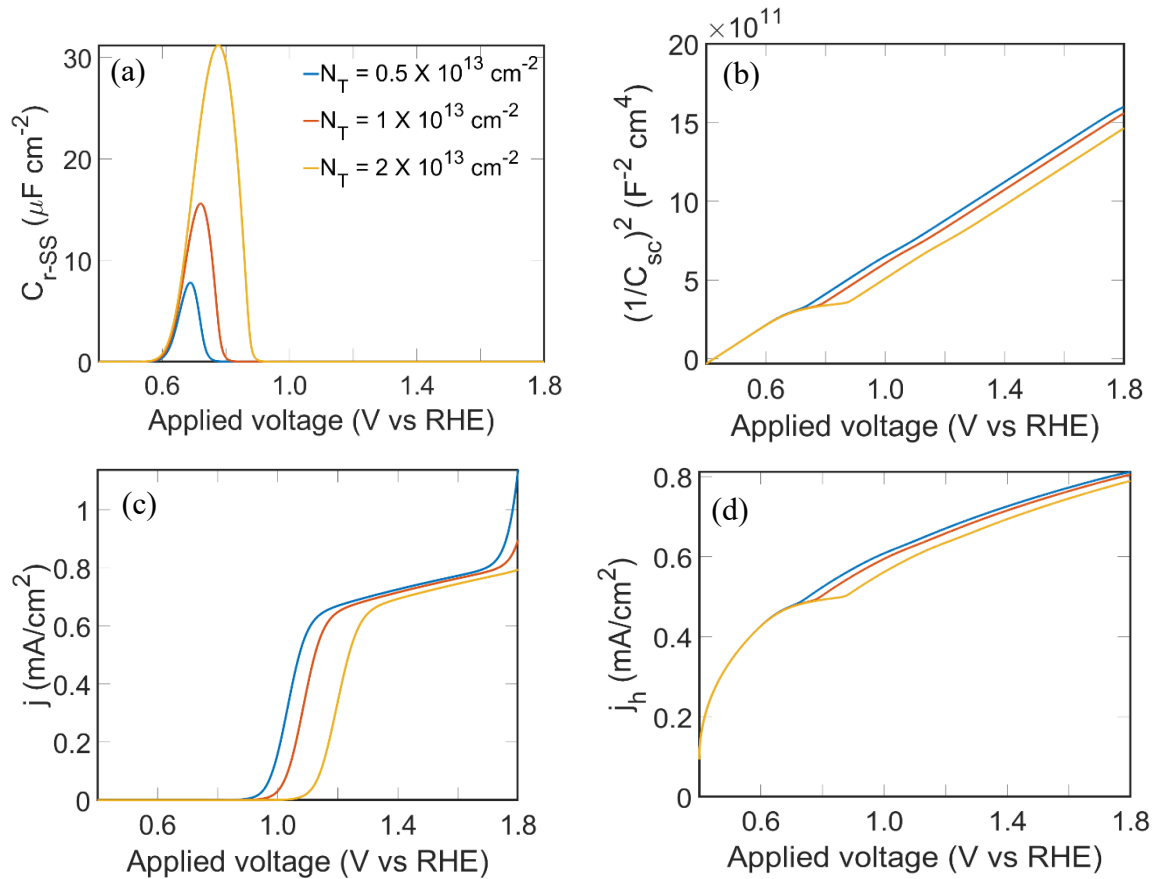 (a)
N_T = 0.5 X 10^13 cm^-2
N_T = 1 X 10^13 cm^-2
N_T = 2 X 10^13 cm^-2
C_r-SS (μF cm^-2)
30
20
10
0
0.6 1.0 1.4 1.8
Applied voltage (V vs RHE)
×10^11
(b)
(1/C_sc)^2 (F^-2 cm^4)
20
15
10
5
0
0.6 1.0 1.4 1.8
Applied voltage (V vs RHE)
(c)
j (mA/cm^2)
1
0.8
0.6
0.4
0.2
0
0.6 1.0 1.4 1.8
Applied voltage (V vs RHE)
(d)
j_h (mA/cm^2)
0.8
0.6
0.4
0.2
0
0.6 1.0 1.4 1.8
Applied voltage (V vs RHE)